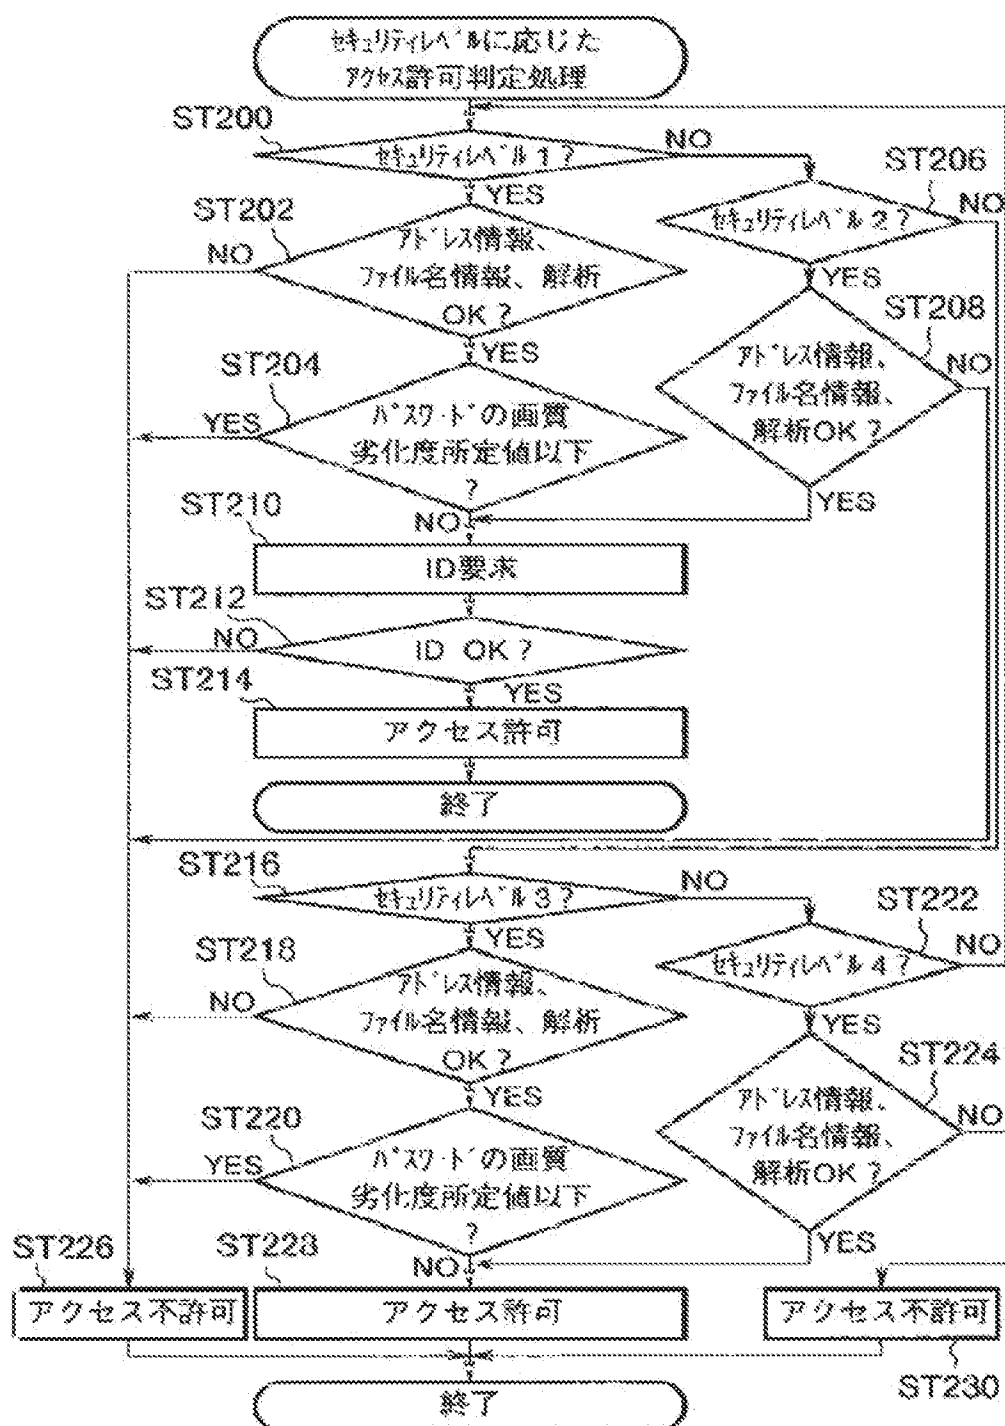 セキュリティレベルに応じた
アクセス許可判定処理
ST200
セキュリティレベル1?
NO
YES
ST206
セキュリティレベル2?
NO
YES
ST202
NO
アドレス情報、
ファイル名情報、解析
OK?
YES
ST208
アドレス情報、
ファイル名情報、
解析OK?
NO
YES
ST204
YES
パスワードの画質
劣化度所定値以下
?
NO
ST210
ID要求
ST212
NO
ID OK?
YES
ST214
アクセス許可
終了
ST216
セキュリティレベル3?
NO
YES
ST222
セキュリティレベル4?
NO
YES
ST218
NO
アドレス情報、
ファイル名情報、解析
OK?
YES
ST224
アドレス情報、
ファイル名情報、
解析OK?
NO
YES
ST220
YES
パスワードの画質
劣化度所定値以下
?
NO
ST226
アクセス不許可
ST228
アクセス許可
アクセス不許可
ST230
終了